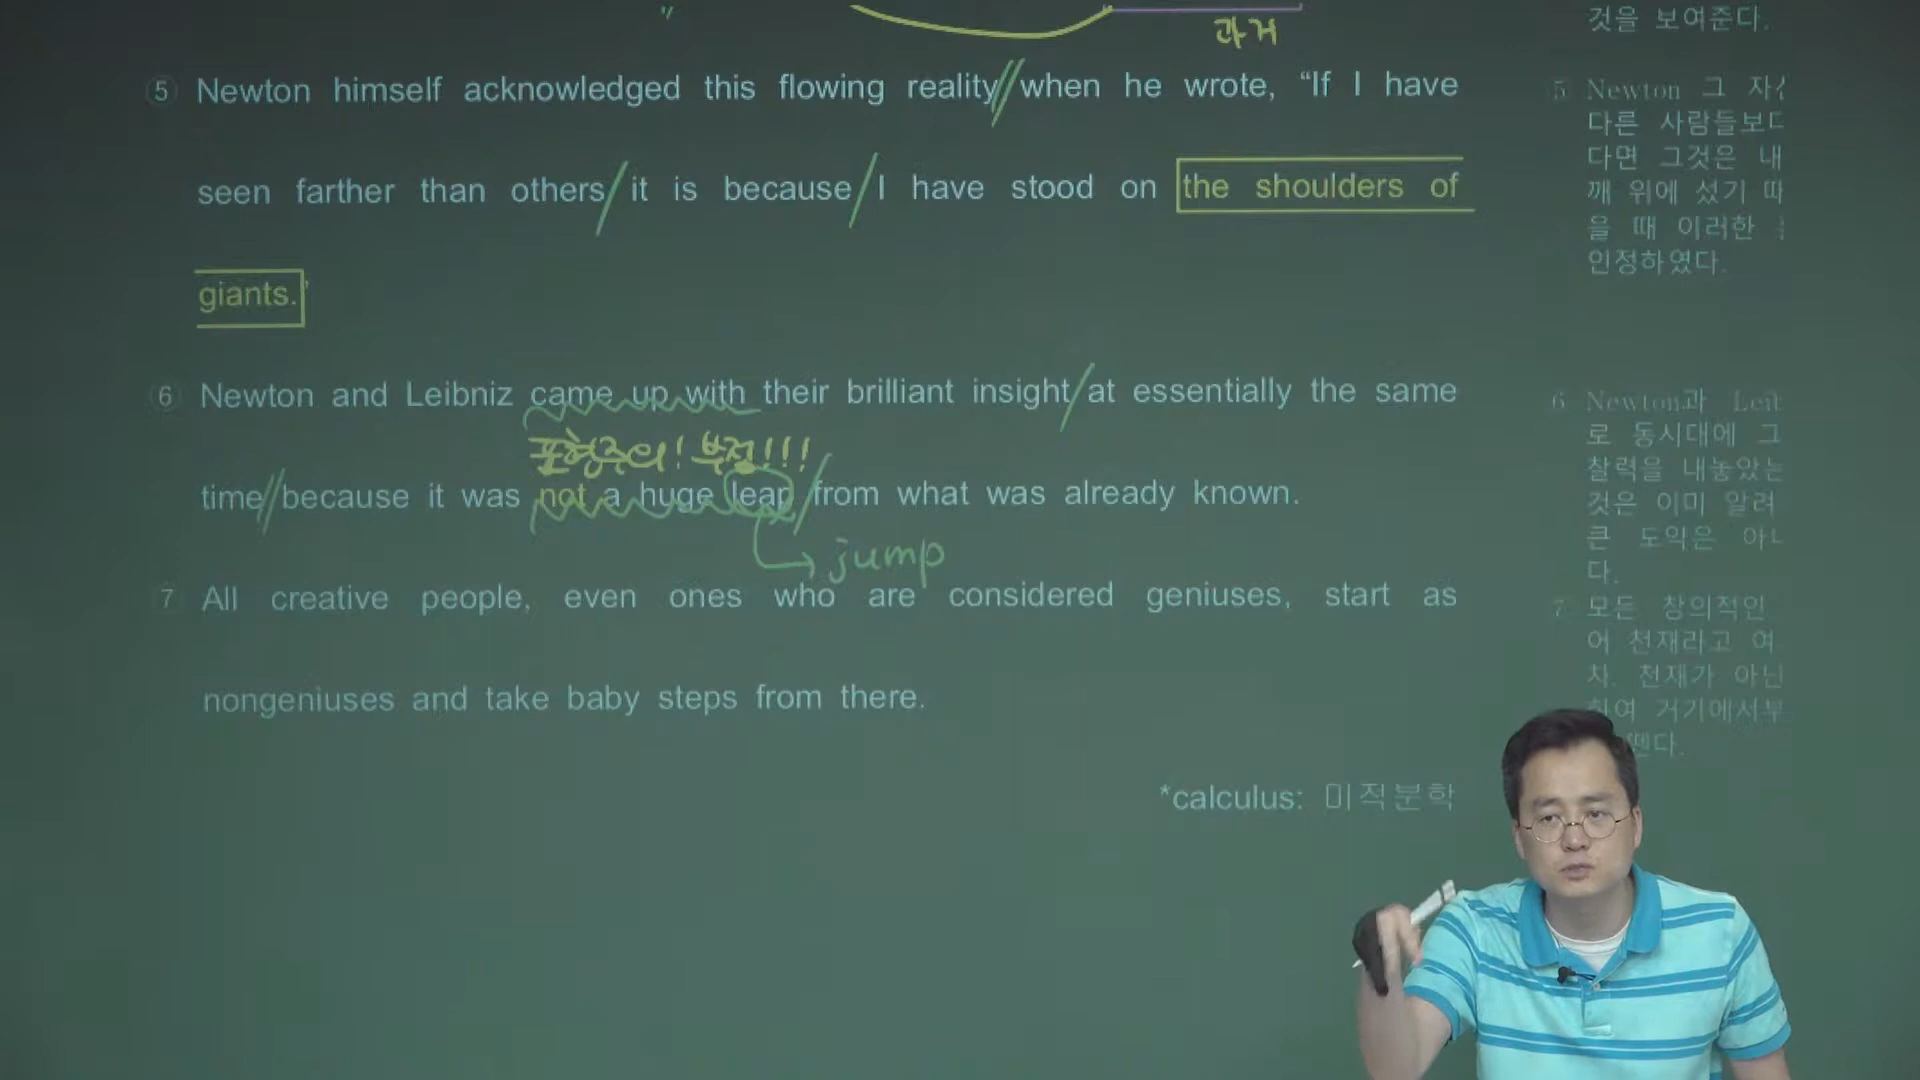 〃
과거
⑤ Newton himself acknowledged this flowing reality when he wrote, “If I have
seen farther than others it is because I have stood on the shoulders of
giants.’
⑥ Newton and Leibniz came up with their brilliant insight at essentially the same
표현주의! 부정!!!
time because it was not a huge leap from what was already known.
jump
7 All creative people, even ones who are considered geniuses, start as
nongeniuses and take baby steps from there.
*calculus: 미적분학
것을 보여준다.
5 Newton 그 자신
다른 사람들보다
다면 그것은 내
깨 위에 섰기 때
을 때 이러한
인정하였다.
6 Newton과 Leib
로 동시대에 그
찰력을 내놓았는
것은 이미 알려
큰 도약은 아니
다.
7 모든 창의적인
어 천재라고 여
차. 천재가 아닌
하여 거기에서부
뗀다.